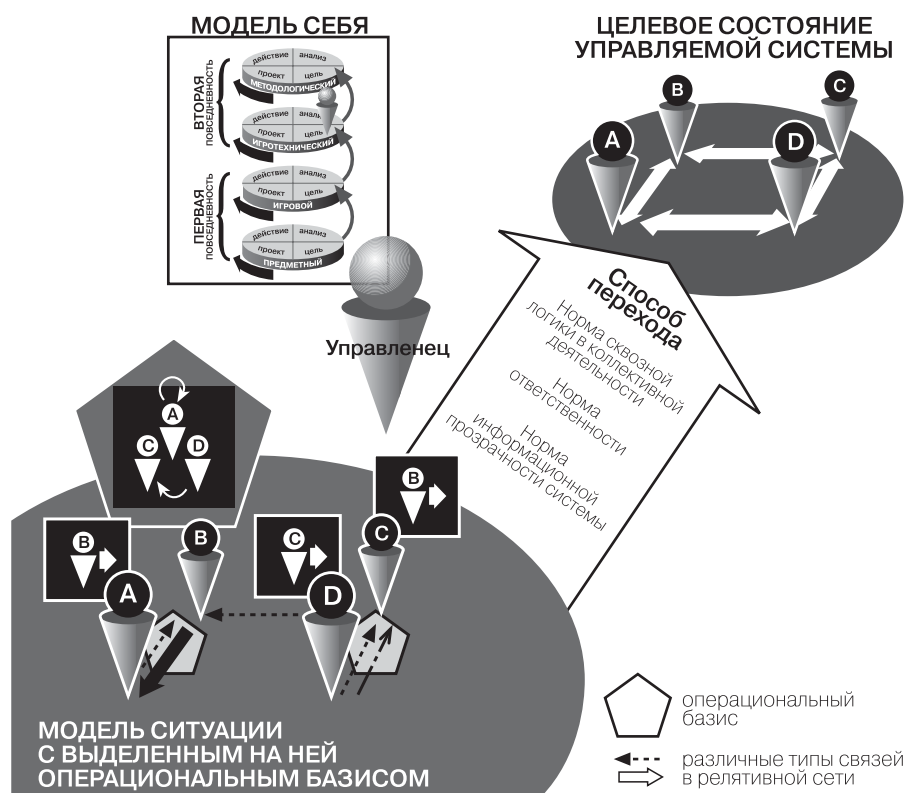 МОДЕЛЬ СЕБЯ
ВТОРАЯ
ПОВСЕДНЕВНОСТЬ
действие анализ
проект цель
МЕТОДОЛОГИЧЕСКИЙ
действие анализ
проект цель
ИГРОТЕХНИЧЕСКИЙ
ПЕРВАЯ
ПОВСЕДНЕВНОСТЬ
действие анализ
проект цель
ИГРОВОЙ
действие анализ
проект цель
ПРЕДМЕТНЫЙ
Управленец
ЦЕЛЕВОЕ СОСТОЯНИЕ
УПРАВЛЯЕМОЙ СИСТЕМЫ
B
C
A
D
Способ
перехода
Норма сквозной
логики в коллективной
деятельности
Норма
ответственности
Норма
информационной
прозрачности системы
A
C
D
B
B
C
B
C
A
D
МОДЕЛЬ СИТУАЦИИ
С ВЫДЕЛЕННЫМ НА НЕЙ
ОПЕРАЦИОНАЛЬНЫМ БАЗИСОМ
операциональный
базис
различные типы связей
в релятивной сети